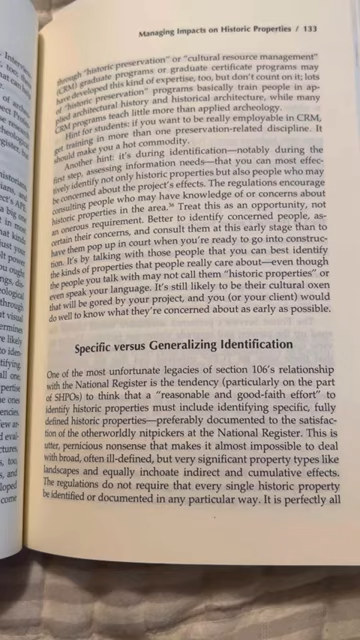 Managing Impacts on Historic Properties / 133
through "historic preservation" or "cultural resource management"
(CRM) graduate programs or graduate certificate programs may
have developed this kind of expertise, too, but don't count on it; lots
of "historic preservation" programs basically train people in ap-
plied architectural history and historical architecture, while many
CRM programs teach little more than applied archeology.
Hint for students: if you want to be really employable in CRM,
get training in more than one preservation-related discipline. It
should make you a hot commodity.
Another hint: it's during identification—notably during the
first step, assessing information needs—that you can most effec-
tively identify not only historic properties but also people who may
be concerned about the project's effects. The regulations encourage
consulting people who may have knowledge of or concerns about
historic properties in the area. Treat this as an opportunity, not
an onerous requirement. Better to identify concerned people, as-
certain their concerns, and consult them at this early stage than to
have them pop up in court when you're ready to go into construc-
tion. It's by talking with those people that you can best identify
the kinds of properties that people really care about—even though
the people you talk with may not call them "historic properties" or
even speak your language. It's still likely to be their cultural oxen
that will be gored by your project, and you (or your client) would
do well to know what they're concerned about as early as possible.
Specific versus Generalizing Identification
One of the most unfortunate legacies of section 106's relationship
with the National Register is the tendency (particularly on the part
of SHPOs) to think that a "reasonable and good-faith effort" to
identify historic properties must include identifying specific, fully
defined historic properties—preferably documented to the satisfac-
tion of the otherworldly nitpickers at the National Register. This is
utter, pernicious nonsense that makes it almost impossible to deal
with broad, often ill-defined, but very significant property types like
landscapes and equally inchoate indirect and cumulative effects.
The regulations do not require that every single historic property
be identified or documented in any particular way. It is perfectly all